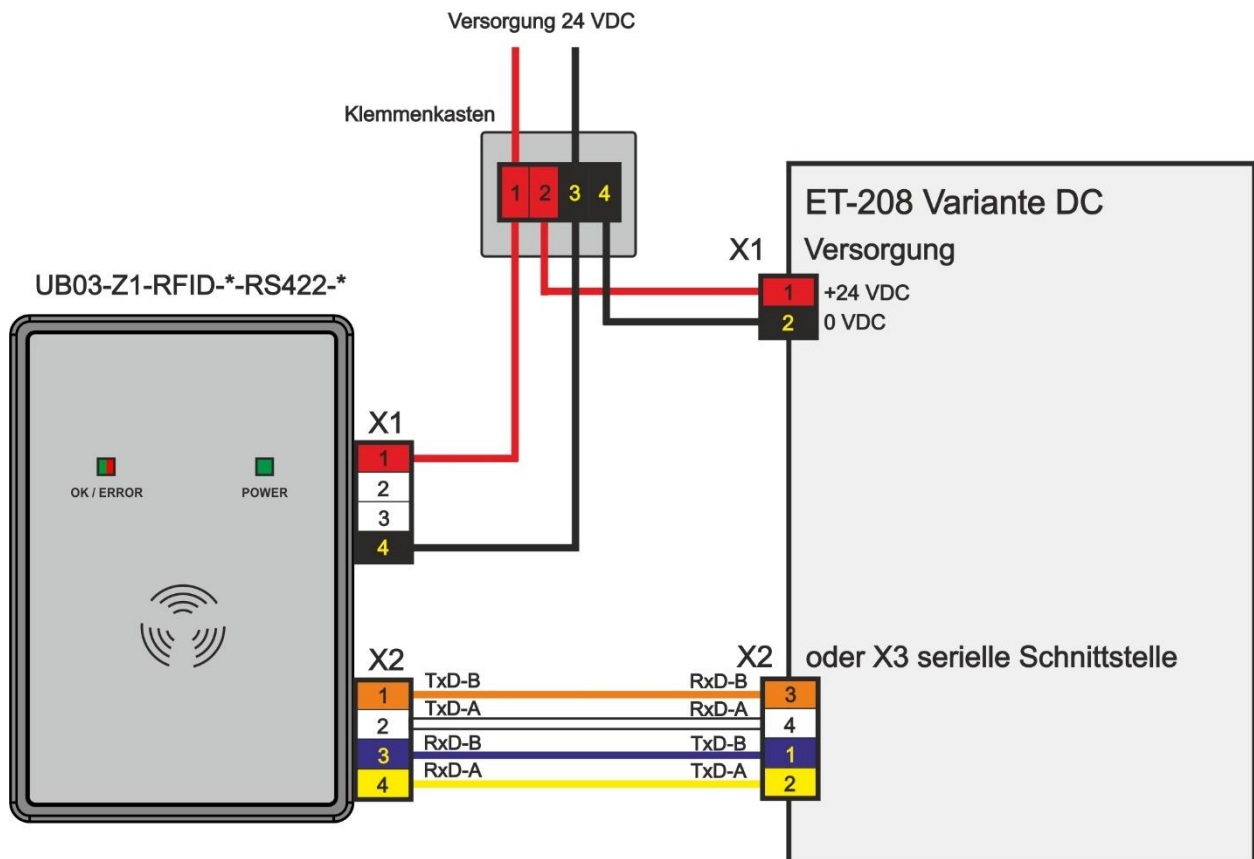 Versorgung 24 VDC
Klemmenkasten
1 2 3 4
ET-208 Variante DC
X1 Versorgung
1 +24 VDC
2 0 VDC
UB03-Z1-RFID-*-RS422-*
OK / ERROR POWER
X1
1
2
3
4
X2
X2 oder X3 serielle Schnittstelle
1 TxD-B RxD-B 3
2 TxD-A RxD-A 4
3 RxD-B TxD-B 1
4 RxD-A TxD-A 2